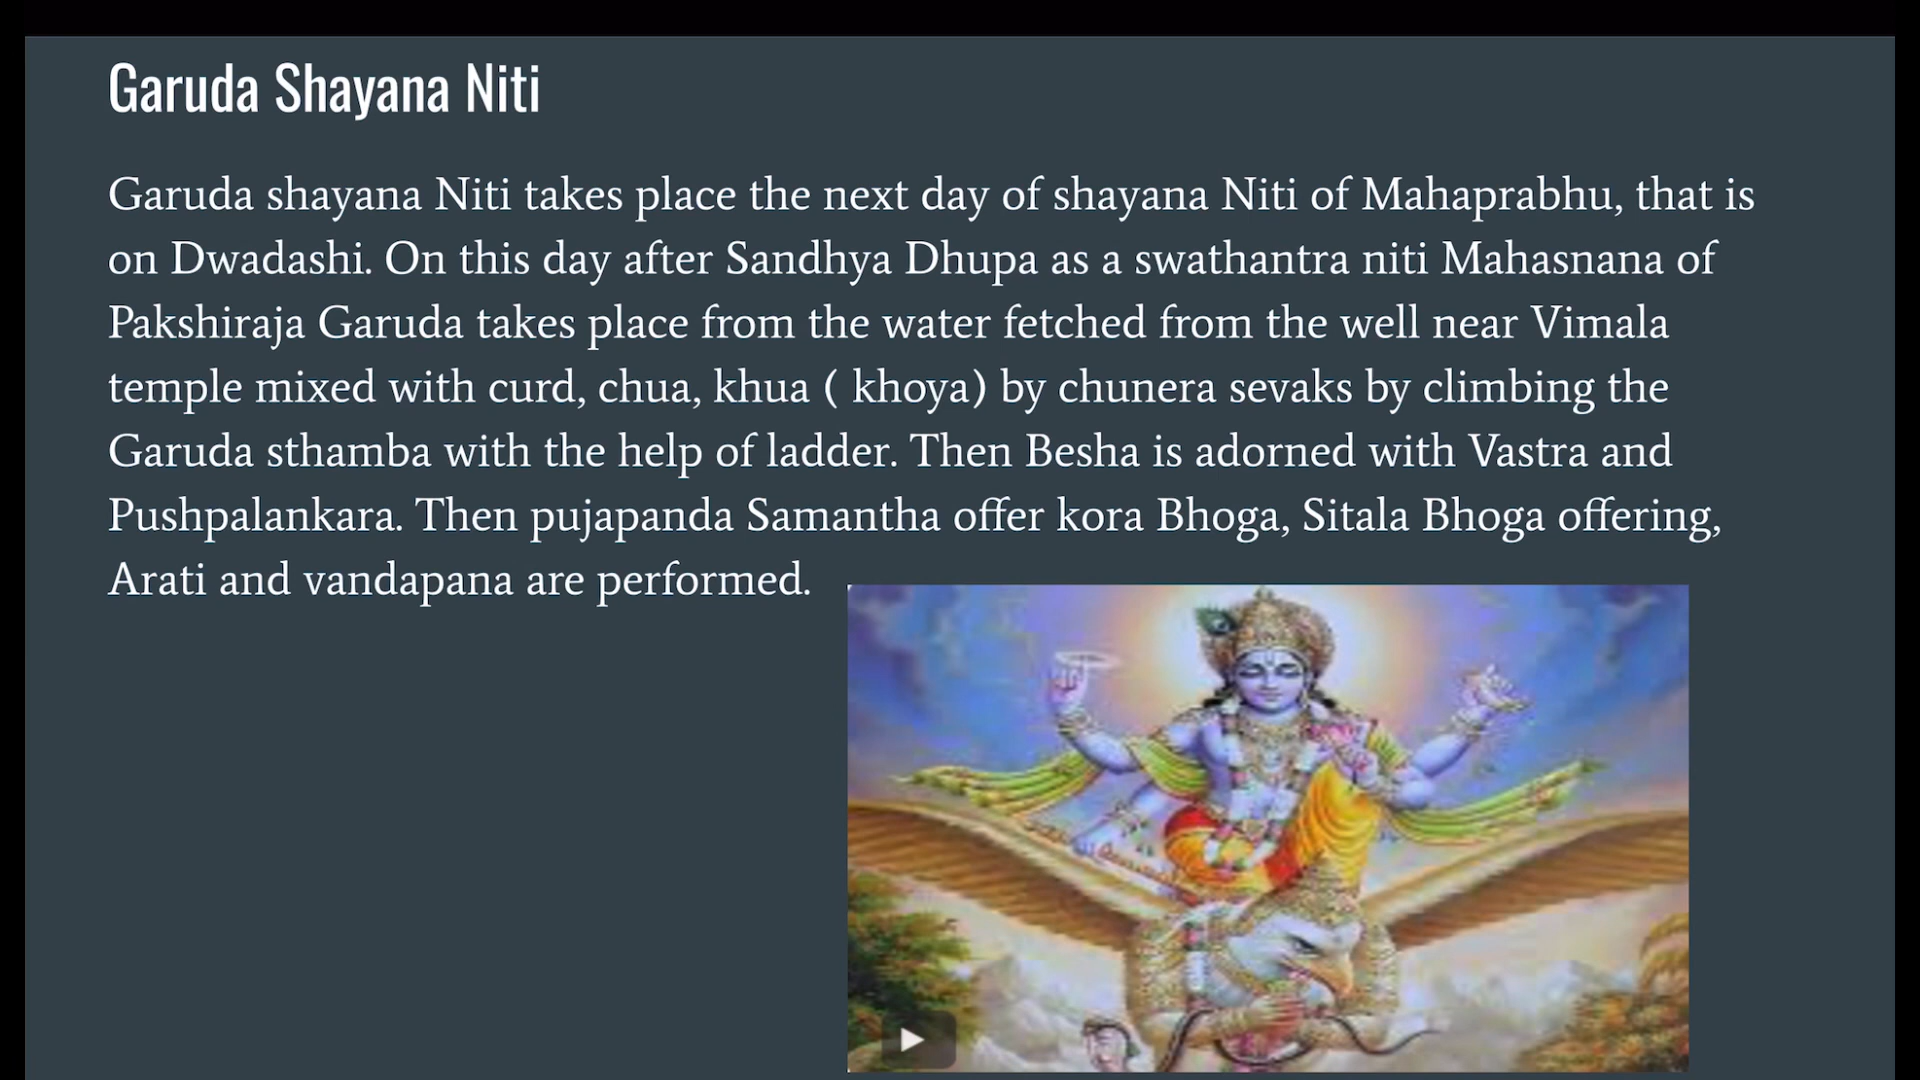 Garuda Shayana Niti
Garuda shayana Niti takes place the next day of shayana Niti of Mahaprabhu, that is
on Dwadashi. On this day after Sandhya Dhupa as a swathantra niti Mahasnana of
Pakshiraja Garuda takes place from the water fetched from the well near Vimala
temple mixed with curd, chua, khua ( khoya) by chunera sevaks by climbing the
Garuda sthamba with the help of ladder. Then Besha is adorned with Vastra and
Pushpalankara. Then pujapanda Samantha offer kora Bhoga, Sitala Bhoga offering,
Arati and vandapana are performed.